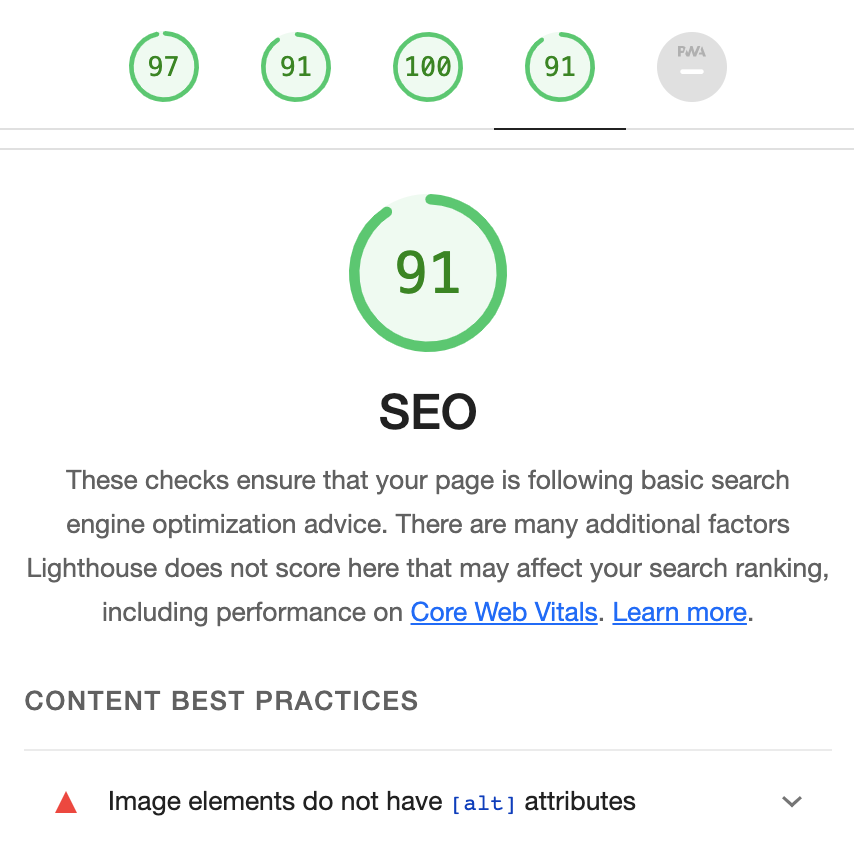 97 91 100 91 PWA
91
SEO
These checks ensure that your page is following basic search
engine optimization advice. There are many additional factors
Lighthouse does not score here that may affect your search ranking,
including performance on Core Web Vitals. Learn more.
CONTENT BEST PRACTICES
Image elements do not have [alt] attributes